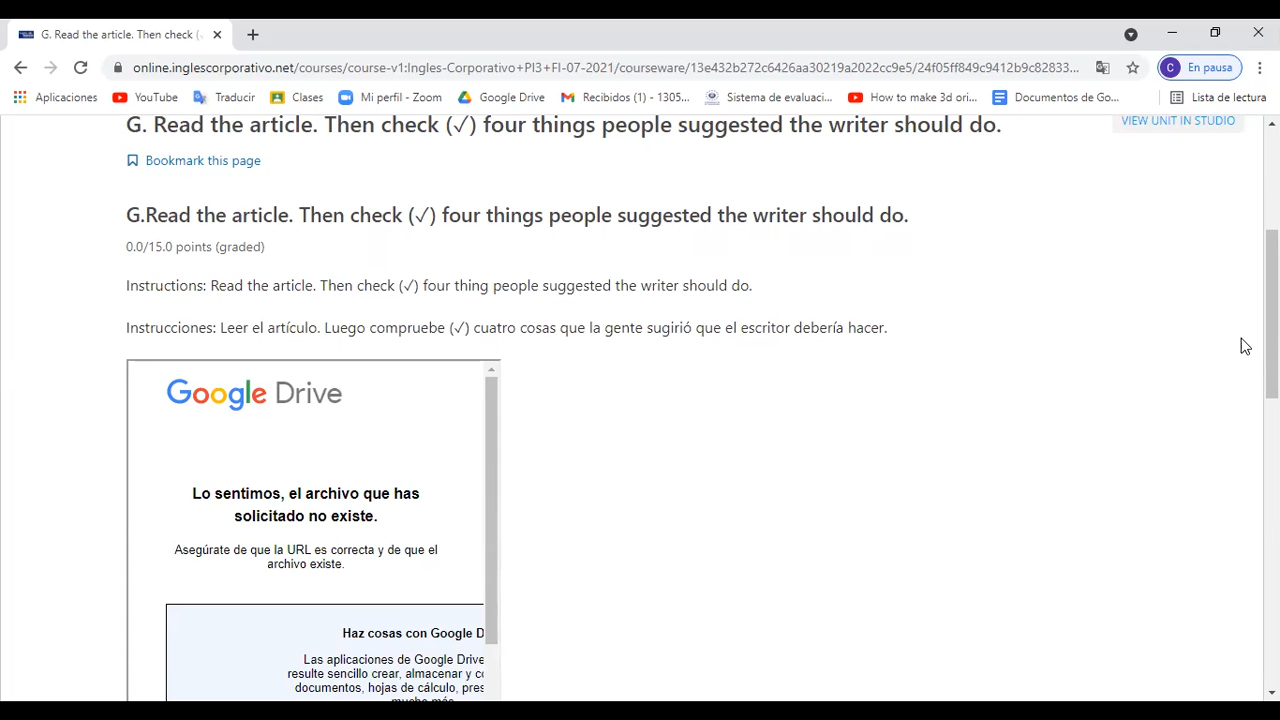 G. Read the article. Then check (✓
online.inglescorporativo.net/courses/course-v1:Ingles-Corporativo+PI3+FI-07-2021/courseware/13e432b272c6426aa30219a2022cc9e5/24f05ff849c9412b9c82833...
C En pausa
Aplicaciones YouTube Traducir Clases Mi perfil - Zoom Google Drive Recibidos (1) - 1305... Sistema de evaluaci... How to make 3d ori... Documentos de Go... Lista de lectura
G. Read the article. Then check (✓) four things people suggested the writer should do.
VIEW UNIT IN STUDIO
Bookmark this page
G.Read the article. Then check (✓) four things people suggested the writer should do.
0.0/15.0 points (graded)
Instructions: Read the article. Then check (✓) four thing people suggested the writer should do.
Instrucciones: Leer el artículo. Luego compruebe (✓) cuatro cosas que la gente sugirió que el escritor debería hacer.
Google Drive
Lo sentimos, el archivo que has
solicitado no existe.
Asegúrate de que la URL es correcta y de que el
archivo existe.
Haz cosas con Google D
Las aplicaciones de Google Drive
resulte sencillo crear, almacenar y co
documentos, hojas de cálculo, pres
mucho más.